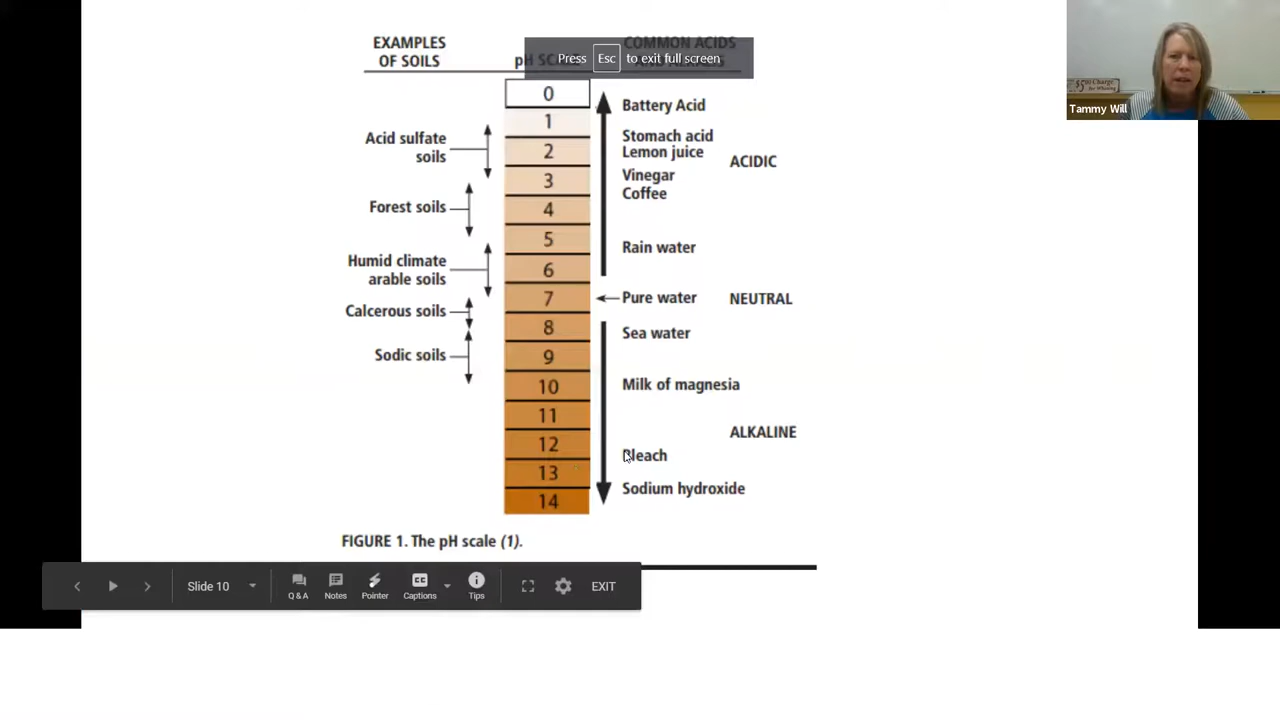 EXAMPLES
OF SOILS
pH SCALE
COMMON ACIDS
Press Esc to exit full screen
0
1
2
3
4
5
6
7
8
9
10
11
12
13
14
Acid sulfate
soils
Forest soils
Humid climate
arable soils
Calcerous soils
Sodic soils
Battery Acid
Stomach acid
Lemon juice
Vinegar
Coffee
Rain water
Pure water
Sea water
Milk of magnesia
Bleach
Sodium hydroxide
ACIDIC
NEUTRAL
ALKALINE
FIGURE 1. The pH scale (1).
Slide 10
Q & A
Notes
Pointer
CC
Captions
Tips
EXIT
$5.00 Charge
Tammy Will